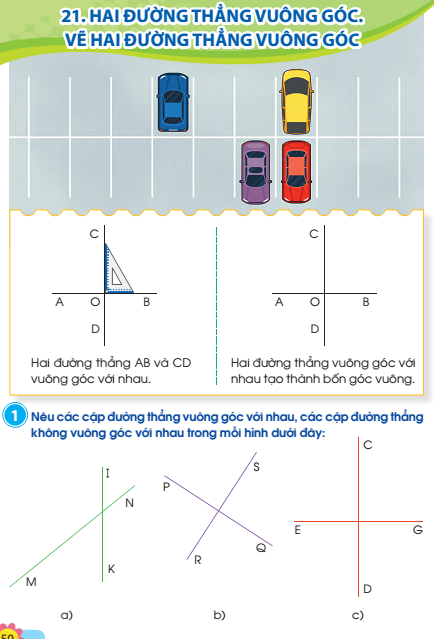 21. HAI ĐƯỜNG THẲNG VUÔNG GÓC.
VẼ HAI ĐƯỜNG THẲNG VUÔNG GÓC
C
A O B
D
Hai đường thẳng AB và CD
vuông góc với nhau.
C
A O B
D
Hai đường thẳng vuông góc với
nhau tạo thành bốn góc vuông.
1 Nêu các cặp đường thẳng vuông góc với nhau, các cặp đường thẳng
không vuông góc với nhau trong mỗi hình dưới đây:
I
N
K
M
a)
P
S
R
Q
b)
C
E
G
D
c)
50